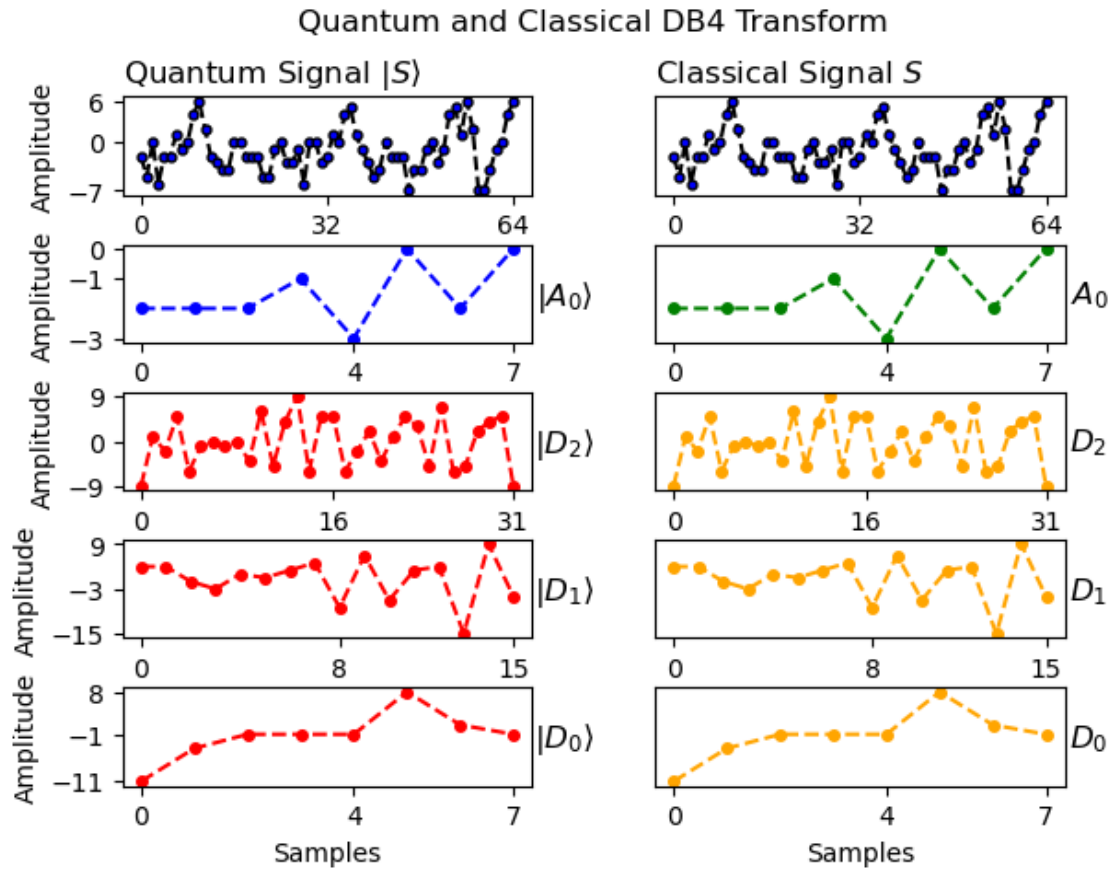 Quantum and Classical DB4 Transform
Quantum Signal |S⟩
Classical Signal S
Amplitude
6
0
−7
0 32 64
0 32 64
Amplitude
0
−1
−3
0 4 7
|A₀⟩
0 4 7
A₀
Amplitude
9
0
−9
0 16 31
|D₂⟩
0 16 31
D₂
Amplitude
9
−3
−15
0 8 15
|D₁⟩
0 8 15
D₁
Amplitude
8
−1
−11
0 4 7
|D₀⟩
0 4 7
D₀
Samples
Samples